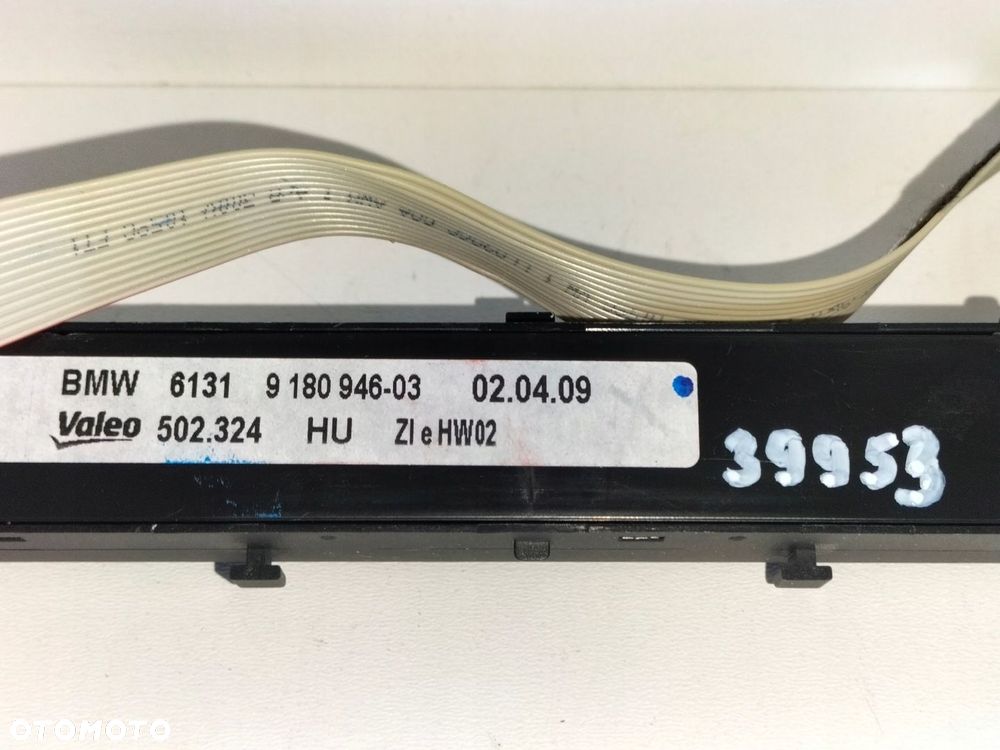 BMW 6131 9 180 946-03 02.04.09
Valeo 502.324 HU ZI e HW02
39953
OTOMOTO